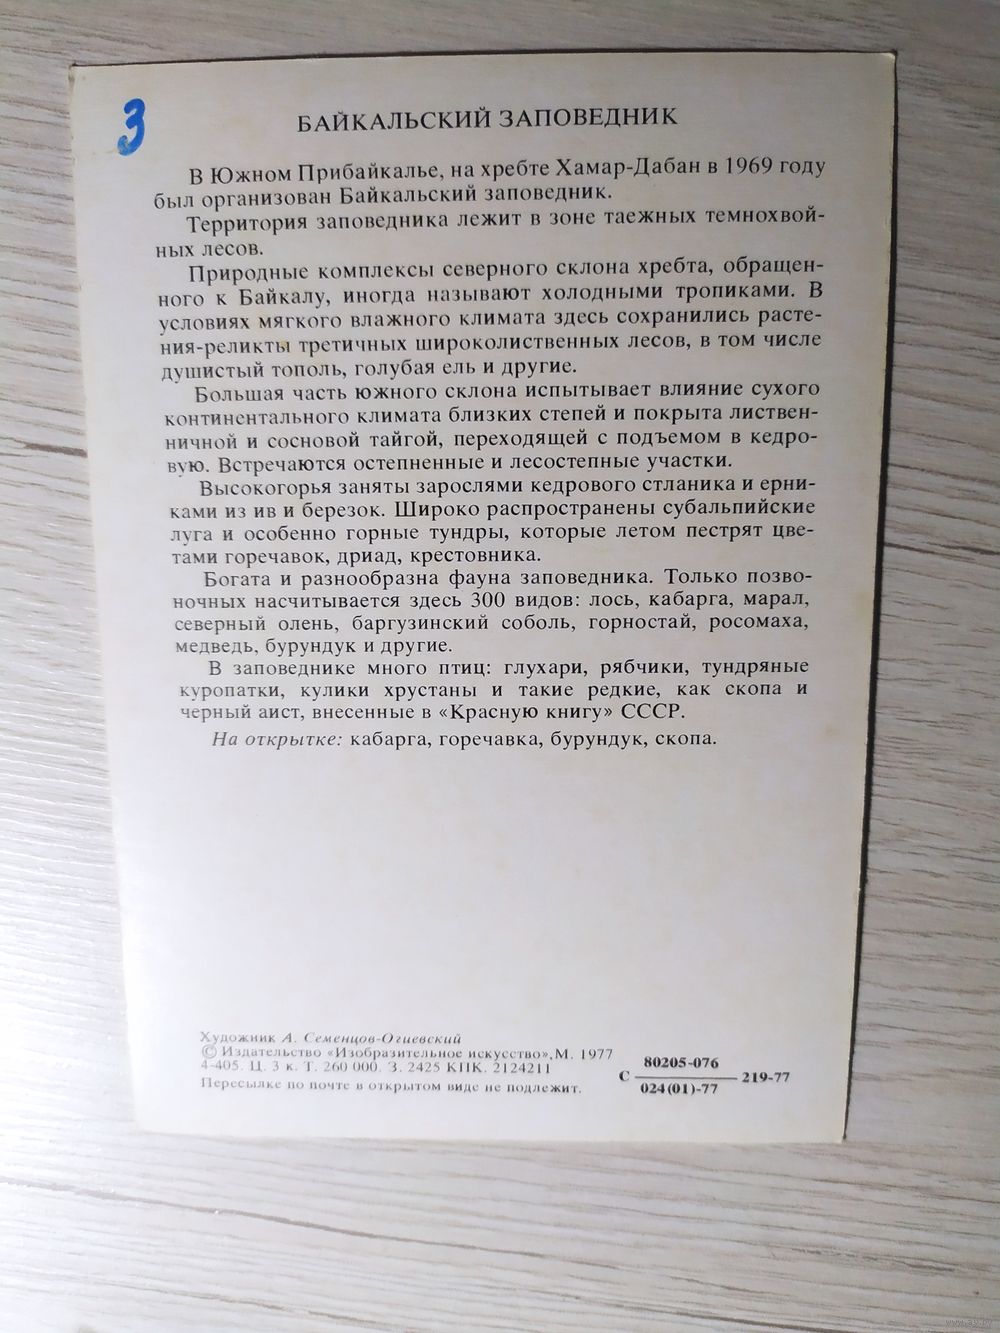 3
БАЙКАЛЬСКИЙ ЗАПОВЕДНИК
В Южном Прибайкалье, на хребте Хамар-Дабан в 1969 году
был организован Байкальский заповедник.
Территория заповедника лежит в зоне таежных темнохвой-
ных лесов.
Природные комплексы северного склона хребта, обращен-
ного к Байкалу, иногда называют холодными тропиками. В
условиях мягкого влажного климата здесь сохранились расте-
ния-реликты третичных широколиственных лесов, в том числе
душистый тополь, голубая ель и другие.
Большая часть южного склона испытывает влияние сухого
континентального климата близких степей и покрыта листвен-
ничной и сосновой тайгой, переходящей с подъемом в кедро-
вую. Встречаются остепненные и лесостепные участки.
Высокогорья заняты зарослями кедрового стланика и ерни-
ками из ив и березок. Широко распространены субальпийские
луга и особенно горные тундры, которые летом пестрят цве-
тами горечавок, дриад, крестовника.
Богата и разнообразна фауна заповедника. Только позво-
ночных насчитывается здесь 300 видов: лось, кабарга, марал,
северный олень, баргузинский соболь, горностай, росомаха,
медведь, бурундук и другие.
В заповеднике много птиц: глухари, рябчики, тундряные
куропатки, кулики хрустаны и такие редкие, как скопа и
черный аист, внесенные в «Красную книгу» СССР.
На открытке: кабарга, горечавка, бурундук, скопа.
Художник А. Семенцов-Огиевский
© Издательство «Изобразительное искусство», М. 1977
4-405. Ц. 3 к. Т. 260 000. З. 2425 КПК. 2124211
Пересылке по почте в открытом виде не подлежит.
80205-076
С 219-77
024(01)-77